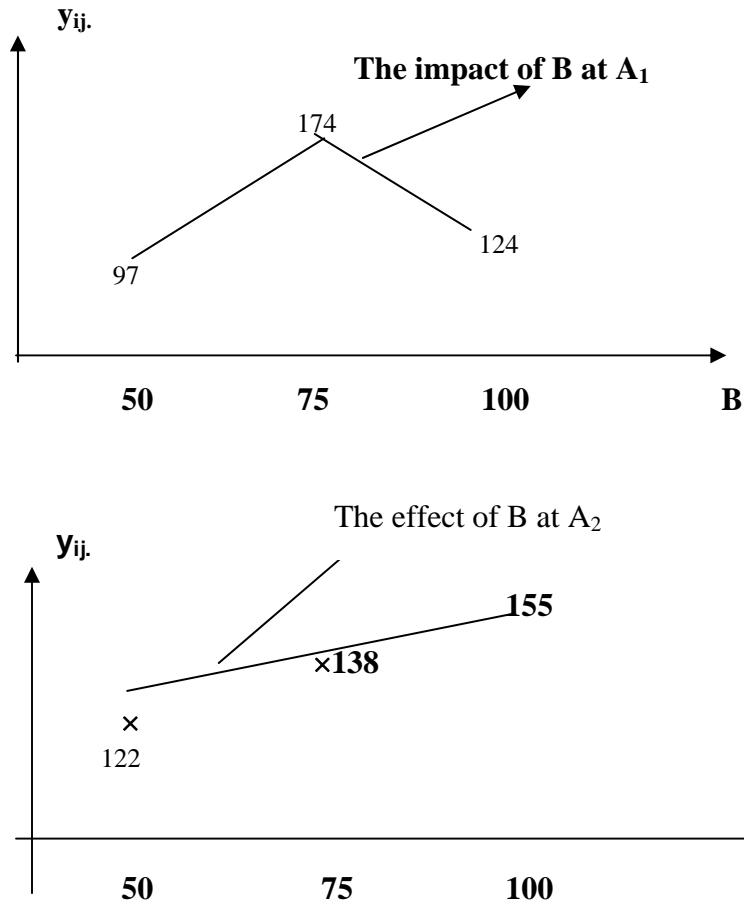 yij.
The impact of B at A1
174
124
97
50 75 100 B
The effect of B at A2
yij.
155
×138
×
122
50 75 100